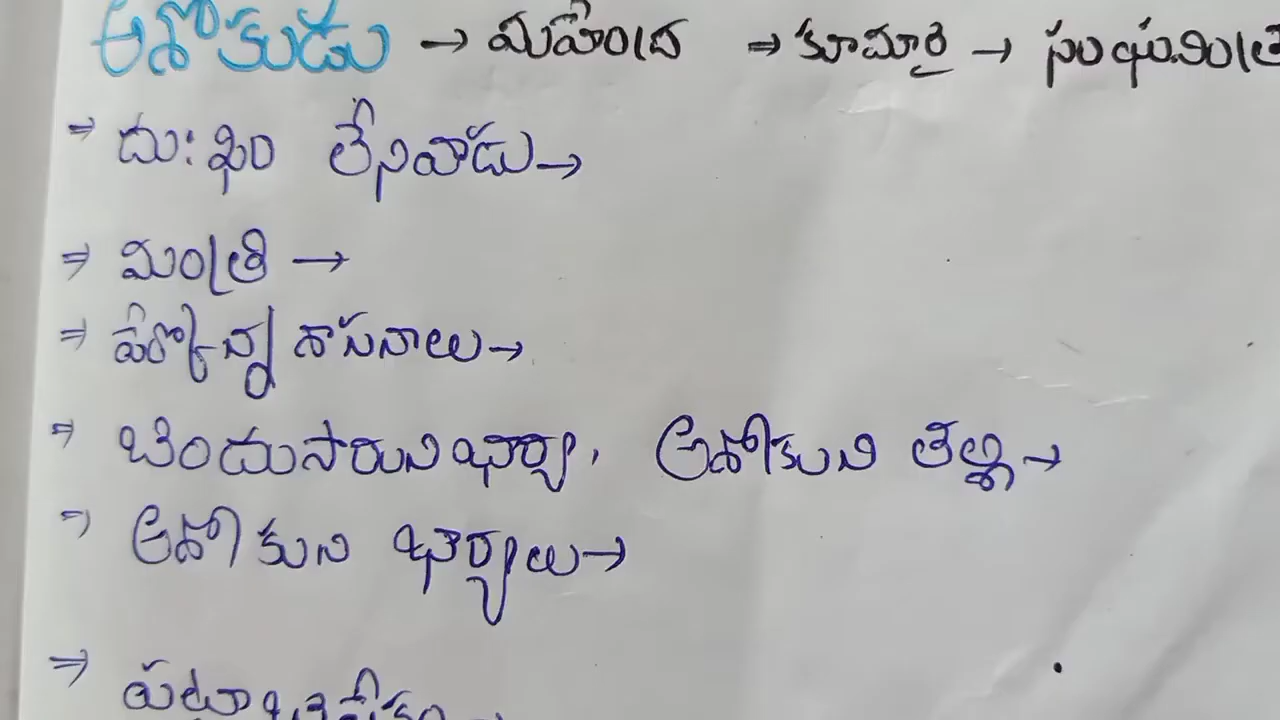 అశోకుడు → మహేంద్ర ⇒ కూమార్తె → సంఘమిత్ర
⇒ దు:ఖం లేనివాడు →
⇒ మంత్రి →
⇒ పేర్కొన్న శాసనాలు →
⇒ బిందుసారుని భార్య, అశోకుని తల్లి →
⇒ అశోకుని భార్యలు →
⇒